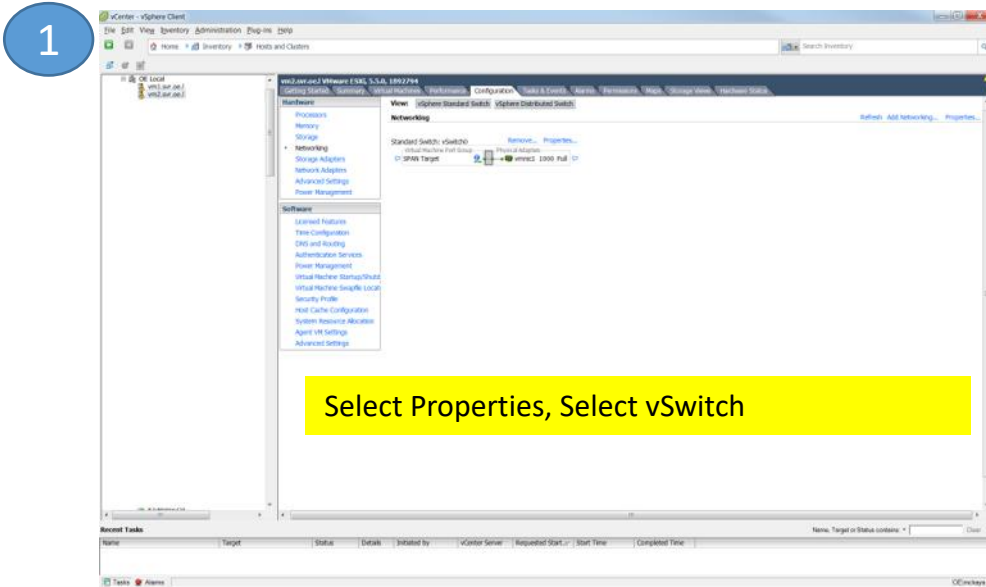 1
vCenter - vSphere Client
File Edit View Inventory Administration Plug-ins Help
Home Inventory Hosts and Clusters
Search Inventory
OE Local
vm1.svr.oe.l
vm2.svr.oe.l
vm2.svr.oe.l VMware ESXi, 5.5.0, 1892794
Getting Started Summary Virtual Machines Performance Configuration Tasks & Events Alarms Permissions Maps Storage Views Hardware Status
Hardware
Processors
Memory
Storage
Networking
Storage Adapters
Network Adapters
Advanced Settings
Power Management
Software
Licensed Features
Time Configuration
DNS and Routing
Authentication Services
Power Management
Virtual Machine Startup/Shutd
Virtual Machine Swapfile Locati
Security Profile
Host Cache Configuration
System Resource Allocation
Agent VM Settings
Advanced Settings
View: vSphere Standard Switch vSphere Distributed Switch
Networking
Refresh Add Networking... Properties...
Standard Switch: vSwitch0 Remove... Properties...
Virtual Machine Port Group Physical Adapters
SPAN Target vmnic1 1000 Full
Select Properties, Select vSwitch
Recent Tasks
Name, Target or Status contains: Clear
Name Target Status Details Initiated by vCenter Server Requested Start... Start Time Completed Time
Tasks Alarms